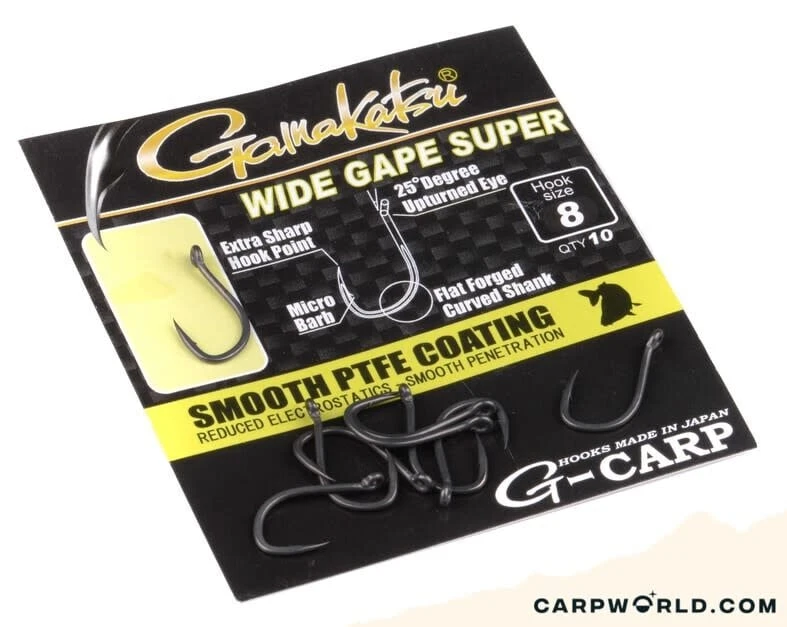 Gamakatsu®
WIDE GAPE SUPER
25° Degree
Upturned Eye
Hook
size
8
QTY 10
Extra Sharp
Hook Point
Micro
Barb
Flat Forged
Curved Shank
SMOOTH PTFE COATING
REDUCED ELECTROSTATICS - SMOOTH PENETRATION
HOOKS MADE IN JAPAN
G-CARP
CARPWORLD.COM